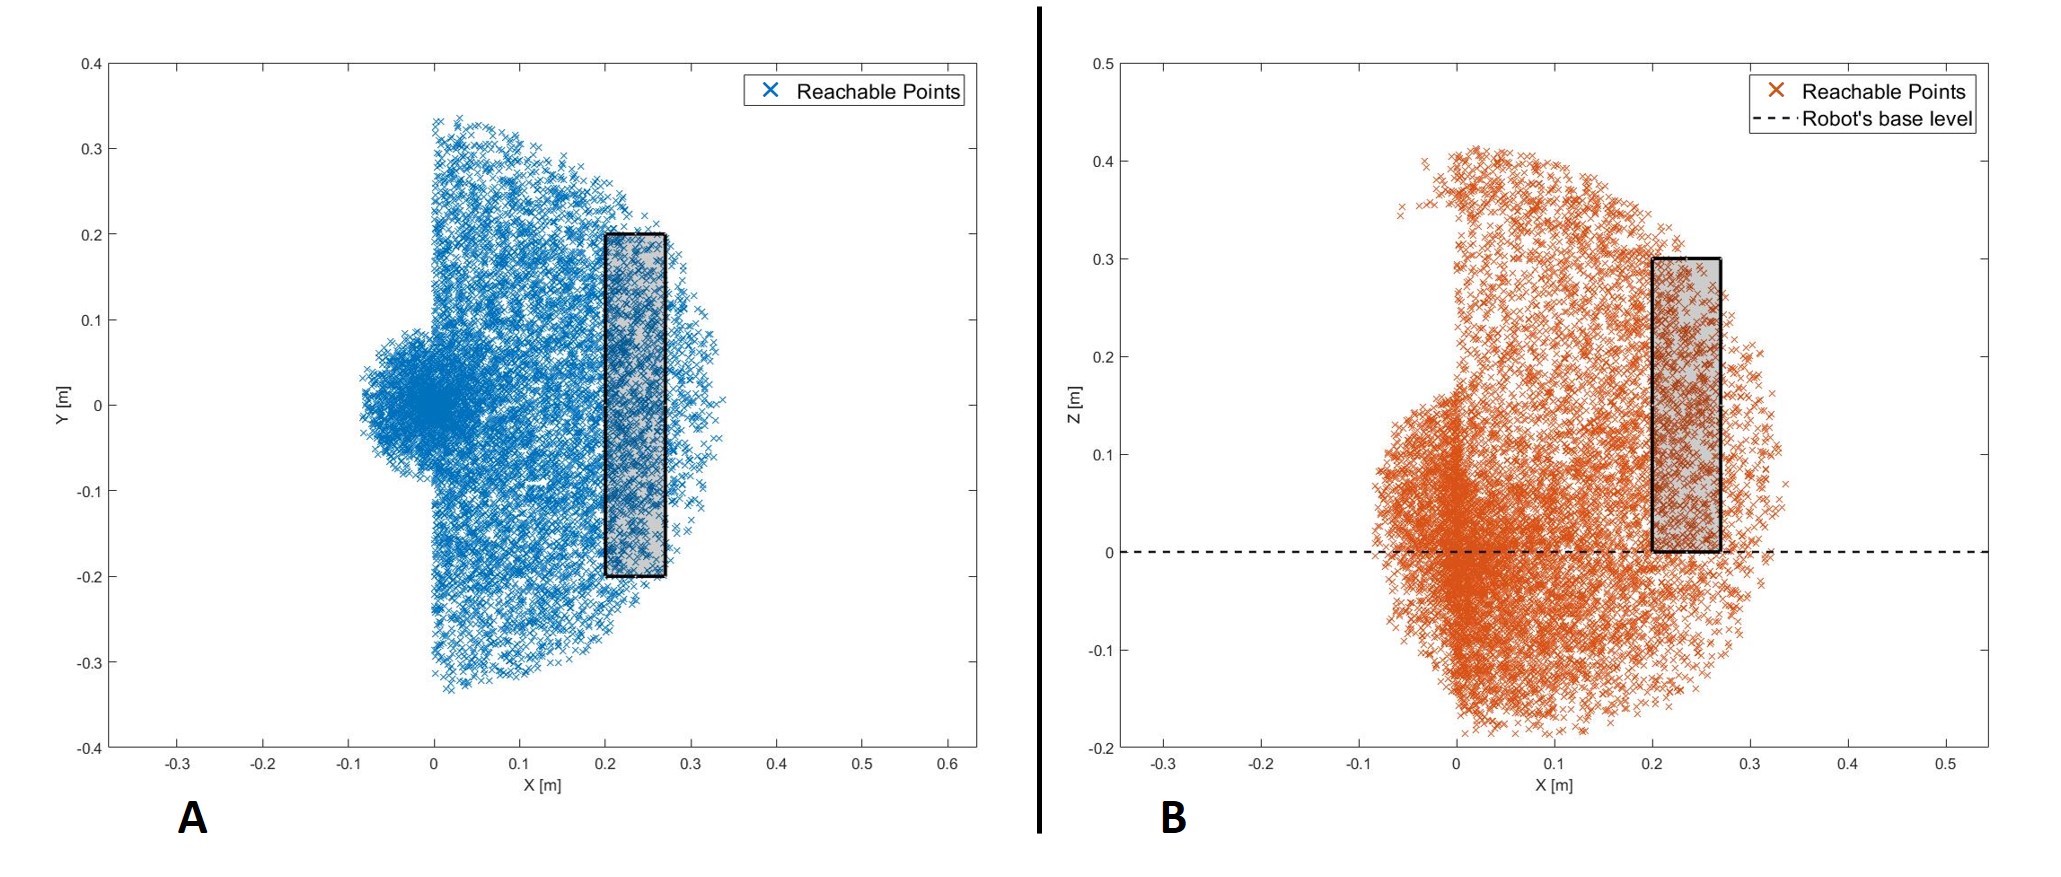 0.4
0.3
0.2
0.1
0
-0.1
-0.2
-0.3
-0.4
Y [m]
Reachable Points
-0.3 -0.2 -0.1 0 0.1 0.2 0.3 0.4 0.5 0.6
X [m]
A
0.5
0.4
0.3
0.2
0.1
0
-0.1
-0.2
Z [m]
Reachable Points
Robot's base level
-0.3 -0.2 -0.1 0 0.1 0.2 0.3 0.4 0.5
X [m]
B